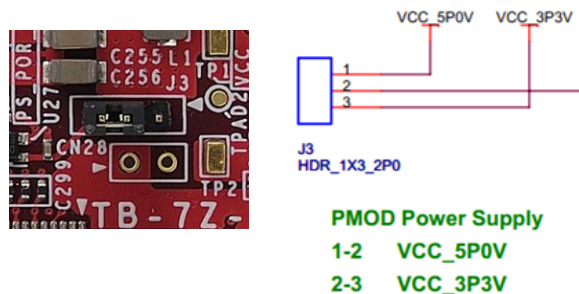 C255 L1
C256 J3
TP1
PS_POR
U27
TPAD2 VCC
CN28
C299
TP2
TB-7Z-
VCC_5P0V VCC_3P3V
1
2
3
J3
HDR_1X3_2P0
PMOD Power Supply
1-2 VCC_5P0V
2-3 VCC_3P3V